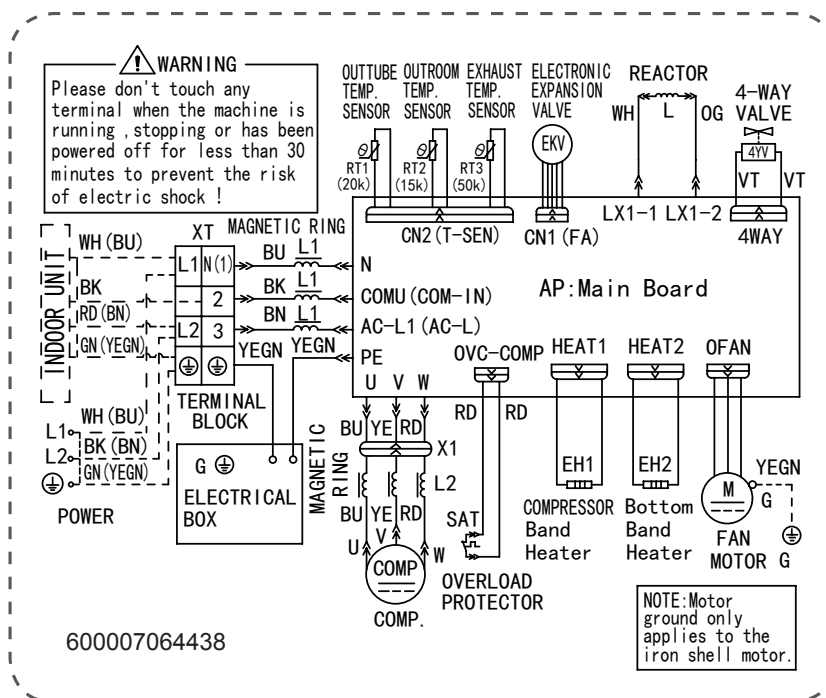 WARNING
Please don't touch any
terminal when the machine is
running ,stopping or has been
powered off for less than 30
minutes to prevent the risk
of electric shock !
OUTTUBE
TEMP.
SENSOR
OUTROOM
TEMP.
SENSOR
EXHAUST
TEMP.
SENSOR
ELECTRONIC
EXPANSION
VALVE
REACTOR
WH
L
OG
4-WAY
VALVE
4YV
VT
VT
θ
RT1
(20k)
θ
RT2
(15k)
θ
RT3
(50k)
EKV
CN2(T-SEN)
CN1(FA)
LX1-1
LX1-2
4WAY
AP:Main Board
INDOOR UNIT
WH(BU)
BK
RD(BN)
GN(YEGN)
XT
L1
N(1)
2
L2
3
TERMINAL
BLOCK
MAGNETIC RING
BU
L1
N
BK
L1
COMU(COM-IN)
BN
L1
AC-L1(AC-L)
YEGN
YEGN
PE
U
V
W
OVC-COMP
HEAT1
HEAT2
OFAN
L1
L2
WH(BU)
BK(BN)
GN(YEGN)
POWER
G
ELECTRICAL
BOX
MAGNETIC
RING
BU
YE
RD
X1
L2
BU
YE
RD
U
V
W
COMP
COMP.
RD
RD
SAT
OVERLOAD
PROTECTOR
EH1
COMPRESSOR
Band
Heater
EH2
Bottom
Band
Heater
M
G
YEGN
FAN
MOTOR
G
NOTE:Motor
ground only
applies to the
iron shell motor.
600007064438